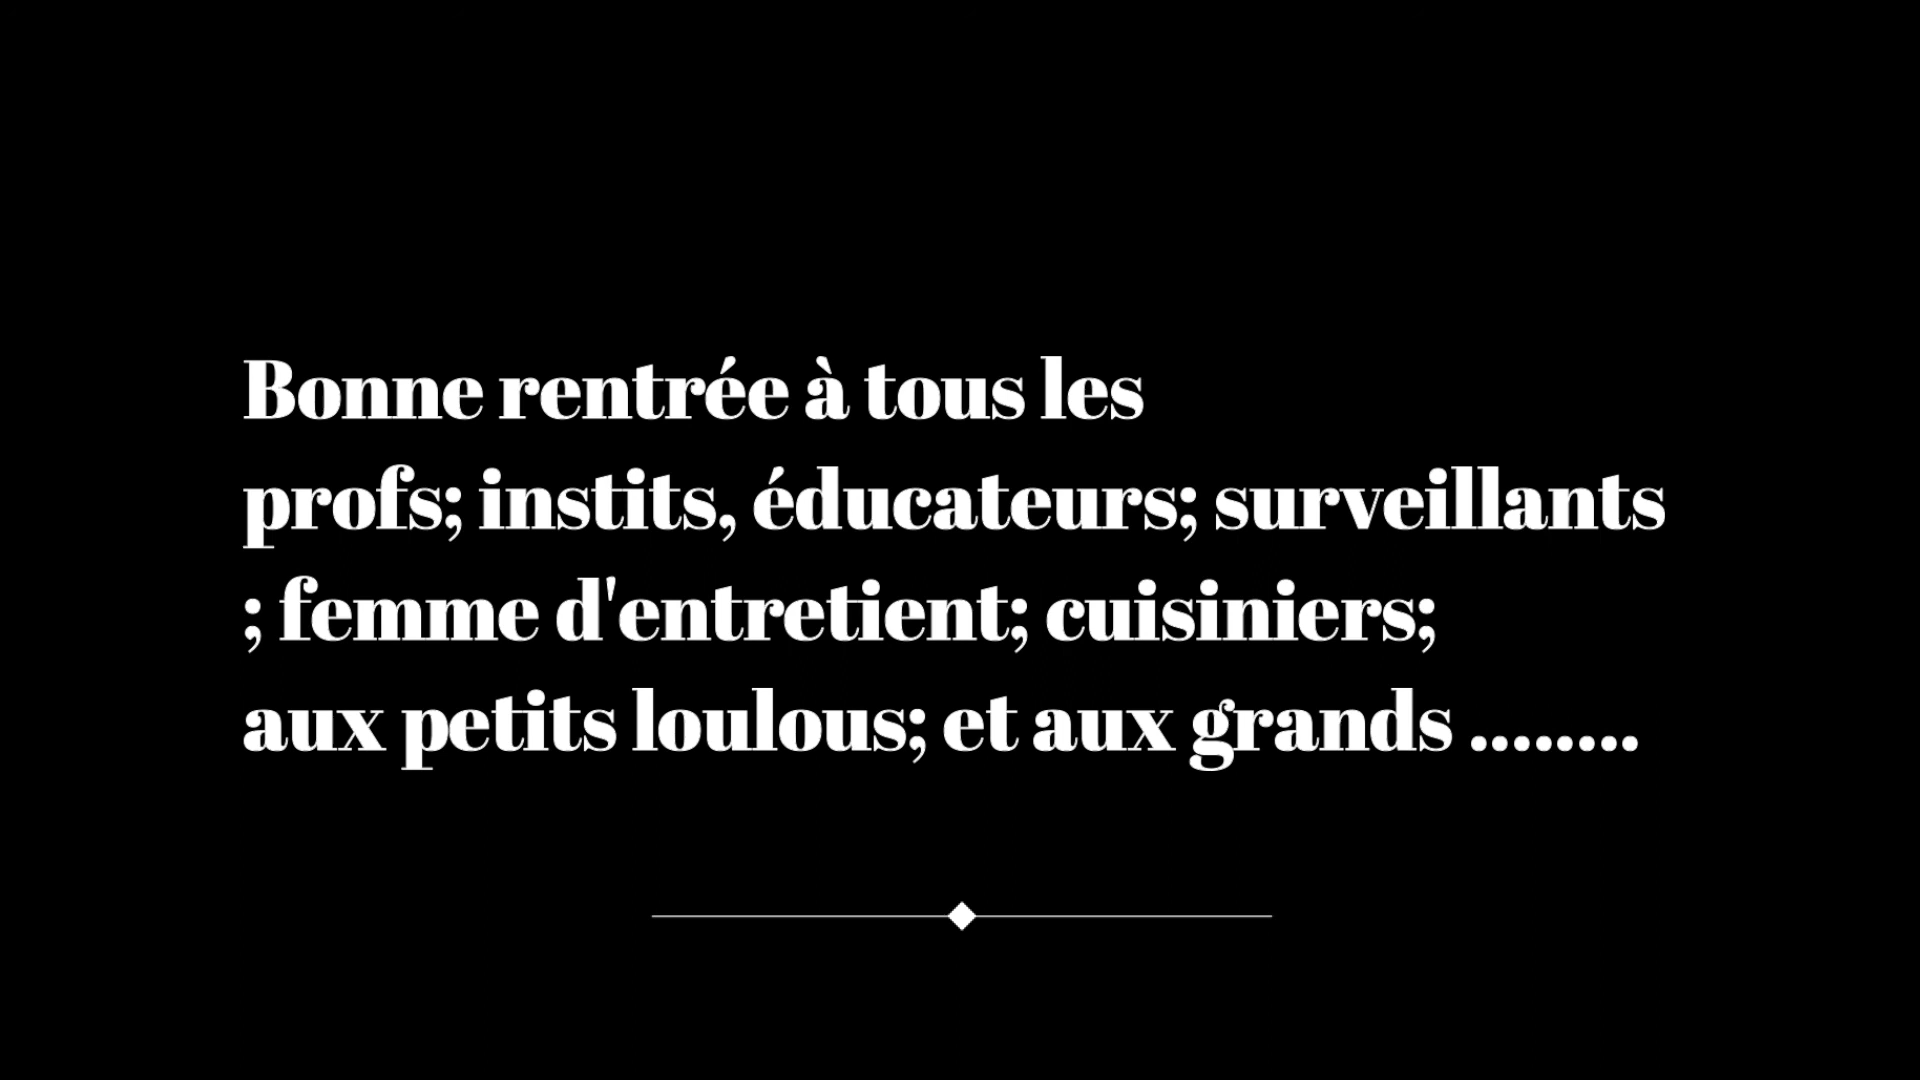 Bonne rentrée à tous les
profs; instits, éducateurs; surveillants
; femme d'entretient; cuisiniers;
aux petits loulous; et aux grands ........